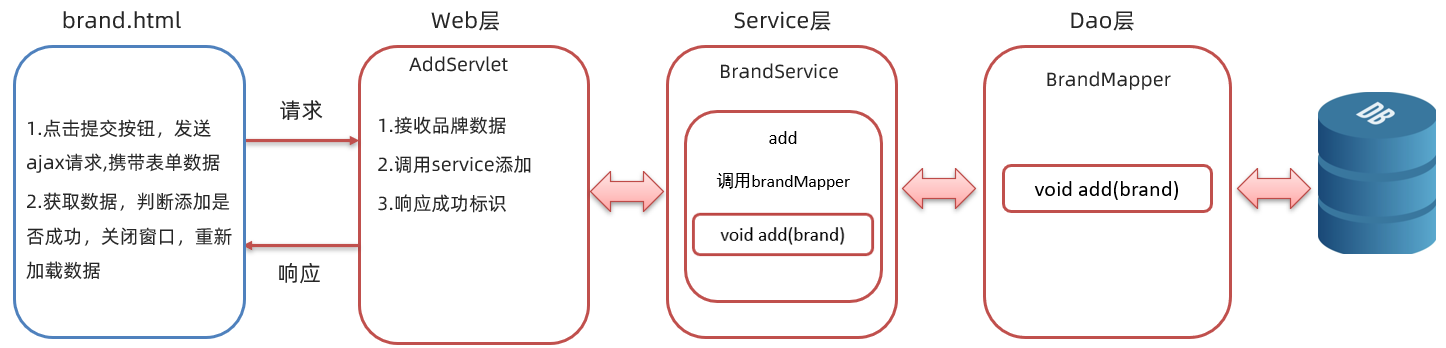 brand.html
1.点击提交按钮，发送
ajax请求,携带表单数据
2.获取数据，判断添加是
否成功，关闭窗口，重新
加载数据
请求
响应
Web层
AddServlet
1.接收品牌数据
2.调用service添加
3.响应成功标识
Service层
BrandService
add
调用brandMapper
void add(brand)
Dao层
BrandMapper
void add(brand)
DB